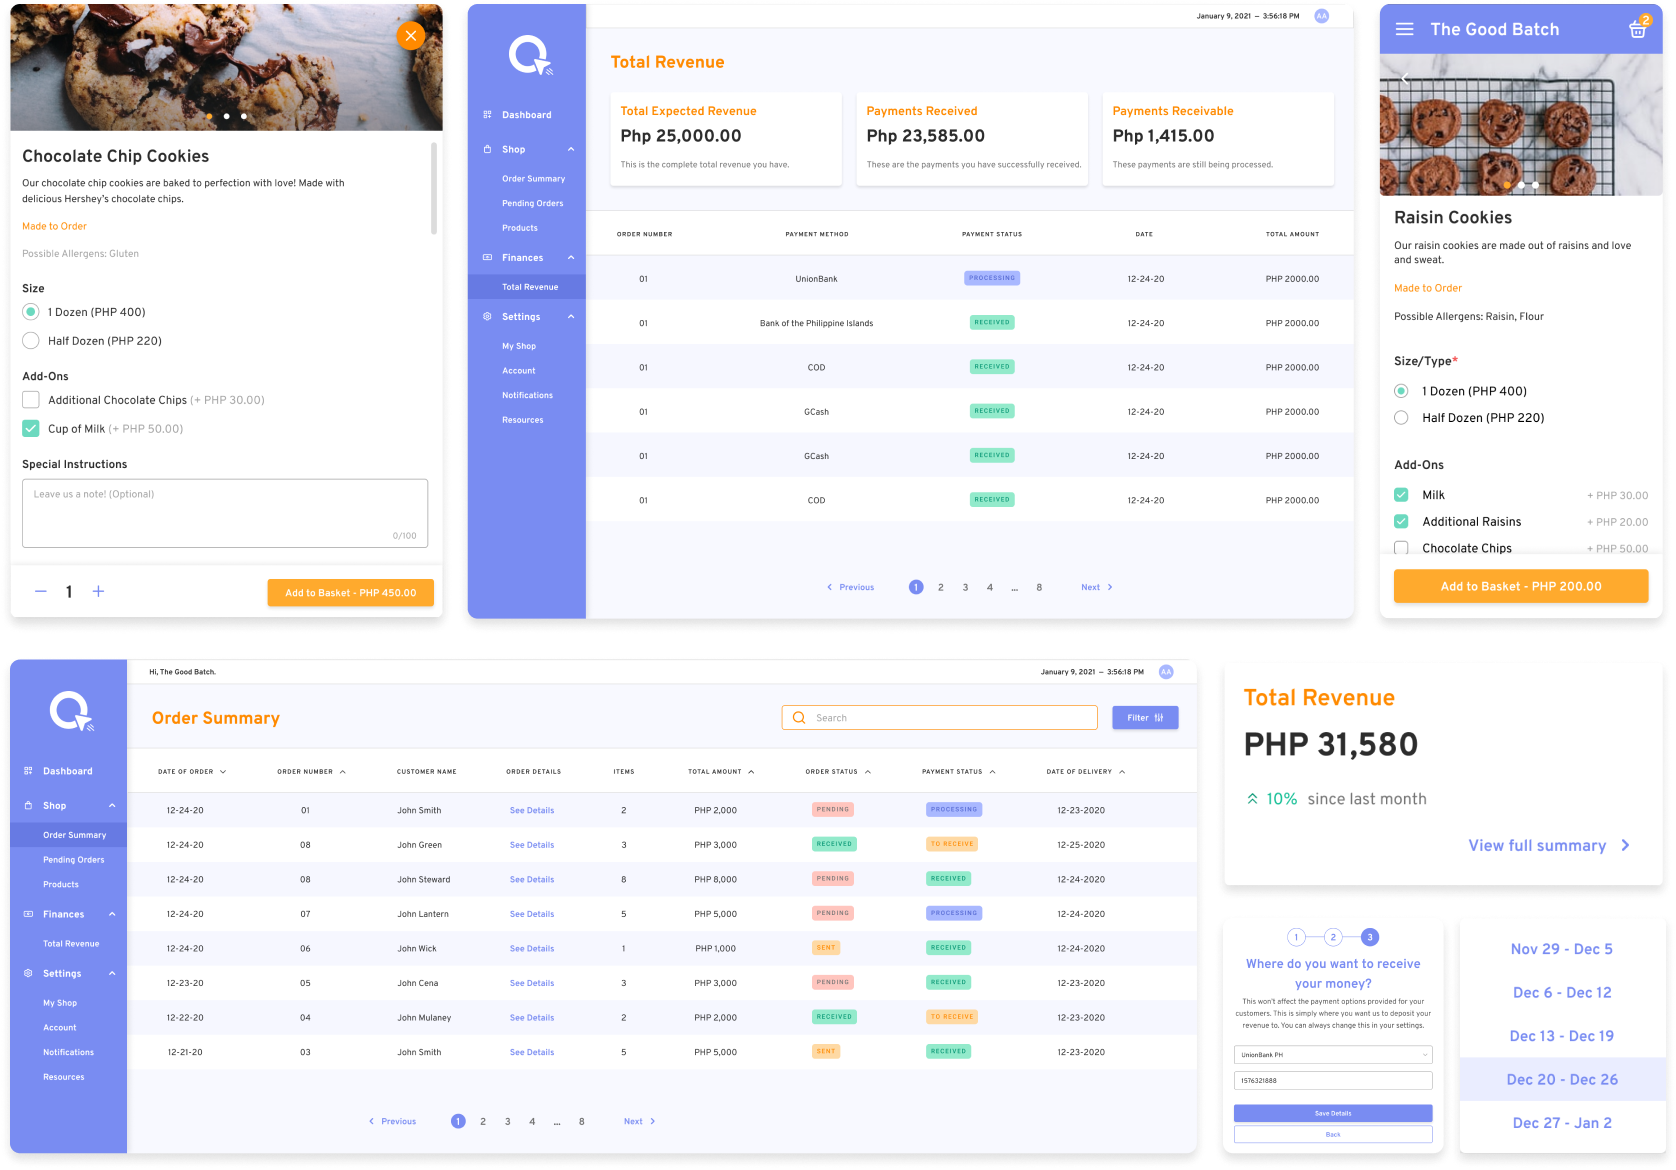 Chocolate Chip Cookies
Our chocolate chip cookies are baked to perfection with love! Made with
delicious Hershey's chocolate chips.
Made to Order
Possible Allergens: Gluten
Size
1 Dozen (PHP 400)
Half Dozen (PHP 220)
Add-Ons
Additional Chocolate Chips (+ PHP 30.00)
Cup of Milk (+ PHP 50.00)
Special Instructions
Leave us a note! (Optional)
0/100
1
Add to Basket - PHP 450.00
January 9, 2021 – 3:56:18 PM AA
Dashboard
Shop
Order Summary
Pending Orders
Products
Finances
Total Revenue
Settings
My Shop
Account
Notifications
Resources
Total Revenue
Total Expected Revenue
Php 25,000.00
This is the complete total revenue you have.
Payments Received
Php 23,585.00
These are the payments you have successfully received.
Payments Receivable
Php 1,415.00
These payments are still being processed.
ORDER NUMBER PAYMENT METHOD PAYMENT STATUS DATE TOTAL AMOUNT
01 UnionBank PROCESSING 12-24-20 PHP 2000.00
01 Bank of the Philippine Islands RECEIVED 12-24-20 PHP 2000.00
01 COD RECEIVED 12-24-20 PHP 2000.00
01 GCash RECEIVED 12-24-20 PHP 2000.00
01 GCash RECEIVED 12-24-20 PHP 2000.00
01 COD RECEIVED 12-24-20 PHP 2000.00
Previous 1 2 3 4 ... 8 Next
The Good Batch 2
Raisin Cookies
Our raisin cookies are made out of raisins and love
and sweat.
Made to Order
Possible Allergens: Raisin, Flour
Size/Type*
1 Dozen (PHP 400)
Half Dozen (PHP 220)
Add-Ons
Milk + PHP 30.00
Additional Raisins + PHP 20.00
Chocolate Chips + PHP 50.00
Add to Basket - PHP 200.00
Dashboard
Shop
Order Summary
Pending Orders
Products
Finances
Total Revenue
Settings
My Shop
Account
Notifications
Resources
Hi, The Good Batch. January 9, 2021 – 3:56:18 PM AA
Order Summary Search Filter
DATE OF ORDER ORDER NUMBER CUSTOMER NAME ORDER DETAILS ITEMS TOTAL AMOUNT ORDER STATUS PAYMENT STATUS DATE OF DELIVERY
12-24-20 01 John Smith See Details 2 PHP 2,000 PENDING PROCESSING 12-23-2020
12-24-20 08 John Green See Details 3 PHP 3,000 RECEIVED TO RECEIVE 12-25-2020
12-24-20 08 John Steward See Details 8 PHP 8,000 PENDING RECEIVED 12-24-2020
12-24-20 07 John Lantern See Details 5 PHP 5,000 PENDING PROCESSING 12-24-2020
12-24-20 06 John Wick See Details 1 PHP 1,000 SENT RECEIVED 12-24-2020
12-23-20 05 John Cena See Details 3 PHP 3,000 PENDING RECEIVED 12-23-2020
12-22-20 04 John Mulaney See Details 2 PHP 2,000 RECEIVED TO RECEIVE 12-23-2020
12-21-20 03 John Smith See Details 5 PHP 5,000 SENT RECEIVED 12-23-2020
Previous 1 2 3 4 ... 8 Next
Total Revenue
PHP 31,580
10% since last month
View full summary
1 2 3
Where do you want to receive
your money?
This won't affect the payment options provided for your
customers. This is simply where you want us to deposit your
revenue to. You can always change this in your settings.
UnionBank PH
1576321888
Save Details
Back
Nov 29 - Dec 5
Dec 6 - Dec 12
Dec 13 - Dec 19
Dec 20 - Dec 26
Dec 27 - Jan 2